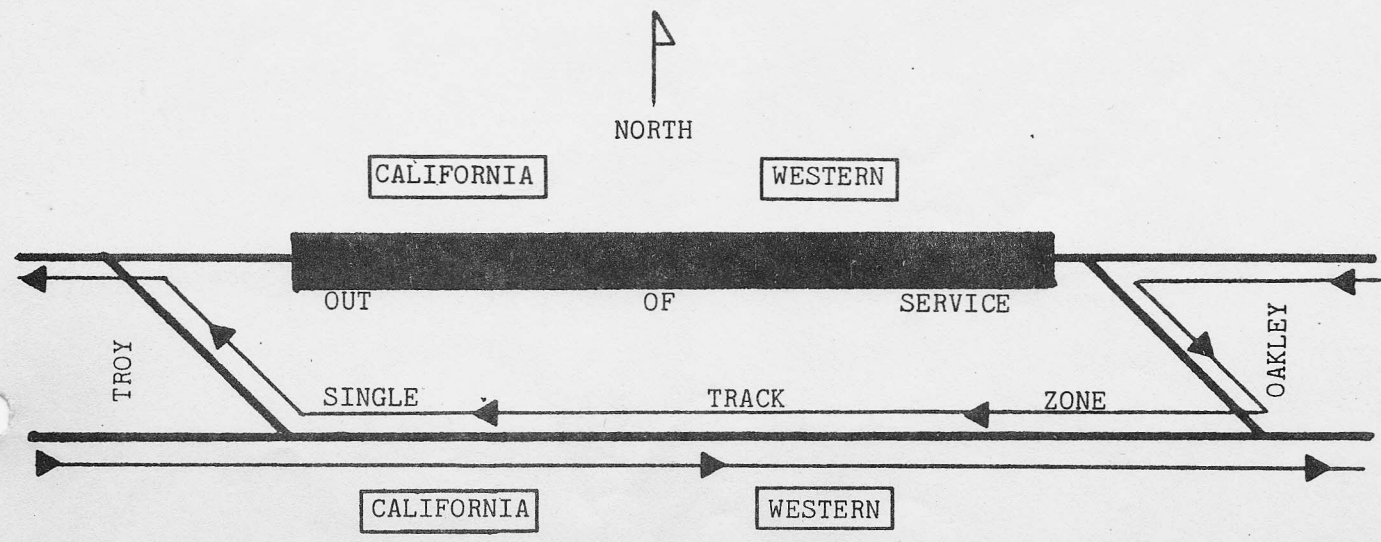 NORTH
CALIFORNIA WESTERN
OUT OF SERVICE
TROY
OAKLEY
SINGLE TRACK ZONE
CALIFORNIA WESTERN